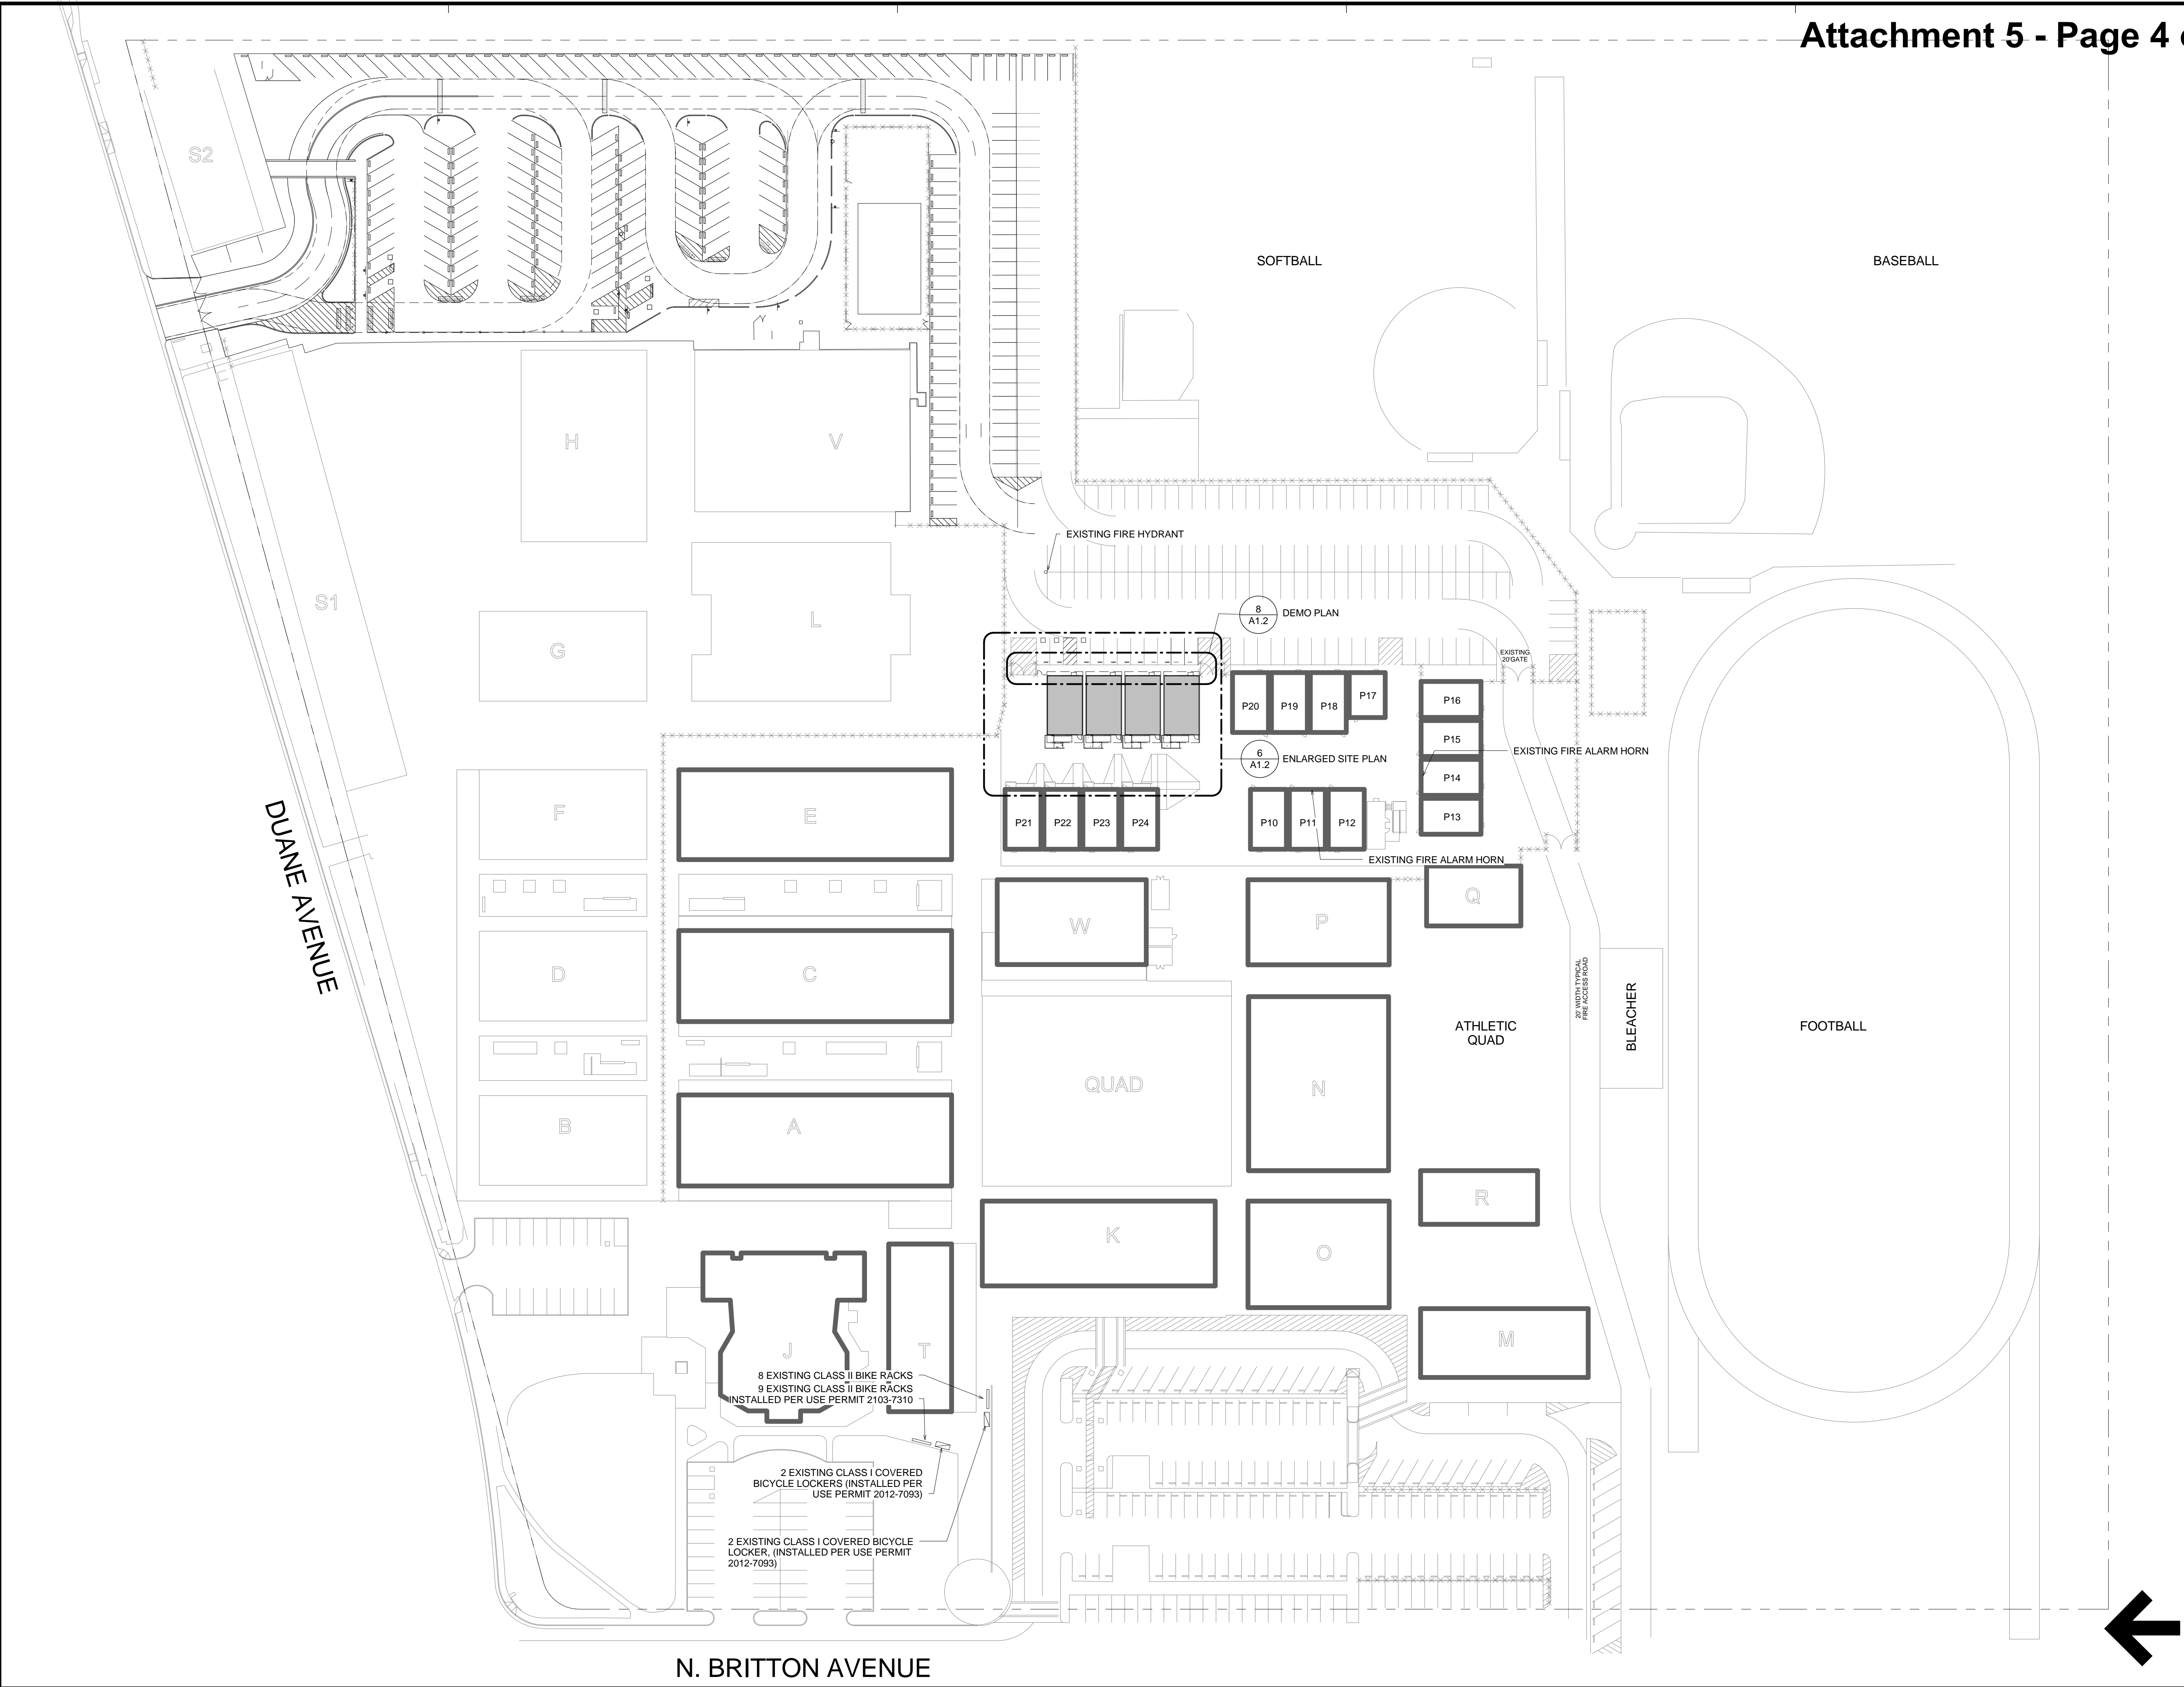 Attachment 5 - Page 4
S2
SOFTBALL
BASEBALL
H
V
EXISTING FIRE HYDRANT
S1
L
G
8
A1.2
DEMO PLAN
EXISTING
20'GATE
P20
P19
P18
P17
P16
P15
P14
P13
EXISTING FIRE ALARM HORN
6
A1.2
ENLARGED SITE PLAN
F
E
P21
P22
P23
P24
P10
P11
P12
EXISTING FIRE ALARM HORN
DUANE AVENUE
W
P
Q
D
C
20' WIDTH TYPICAL
FIRE ACCESS ROAD
BLEACHER
ATHLETIC
QUAD
FOOTBALL
QUAD
N
B
A
R
K
O
M
J
T
8 EXISTING CLASS II BIKE RACKS
9 EXISTING CLASS II BIKE RACKS
INSTALLED PER USE PERMIT 2103-7310
2 EXISTING CLASS I COVERED
BICYCLE LOCKERS (INSTALLED PER
USE PERMIT 2012-7093)
2 EXISTING CLASS I COVERED BICYCLE
LOCKER, (INSTALLED PER USE PERMIT
2012-7093)
N. BRITTON AVENUE